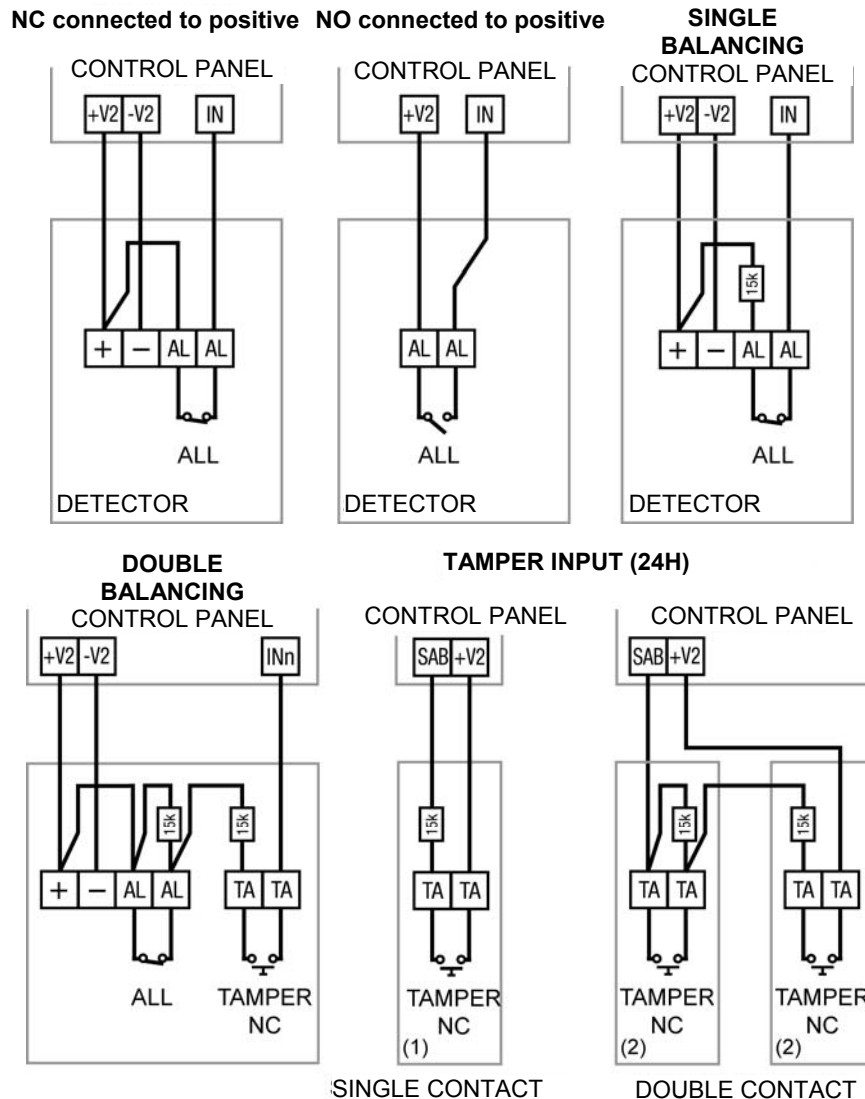 NC connected to positive NO connected to positive SINGLE
BALANCING
CONTROL PANEL CONTROL PANEL CONTROL PANEL
+V2 -V2 IN +V2 IN +V2 -V2 IN
15k
+ – AL AL AL AL + – AL AL
ALL ALL ALL
DETECTOR DETECTOR DETECTOR
DOUBLE
BALANCING
TAMPER INPUT (24H)
CONTROL PANEL CONTROL PANEL CONTROL PANEL
+V2 -V2 INn SAB +V2 SAB +V2
15k 15k 15k 15k 15k
+ – AL AL TA TA TA TA TA TA TA TA
ALL TAMPER
NC
TAMPER
NC
(1)
TAMPER
NC
(2)
TAMPER
NC
(2)
SINGLE CONTACT DOUBLE CONTACT